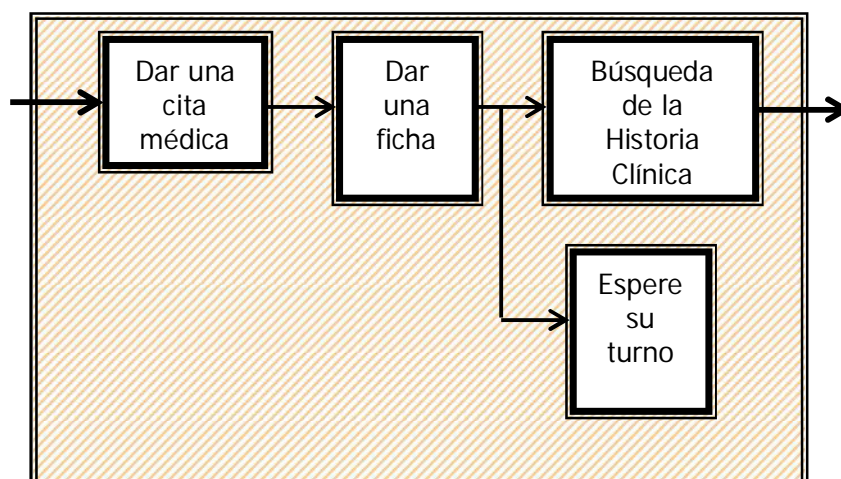 Dar una
cita
médica
Dar
una
ficha
Búsqueda
de la
Historia
Clínica
Espere
su
turno